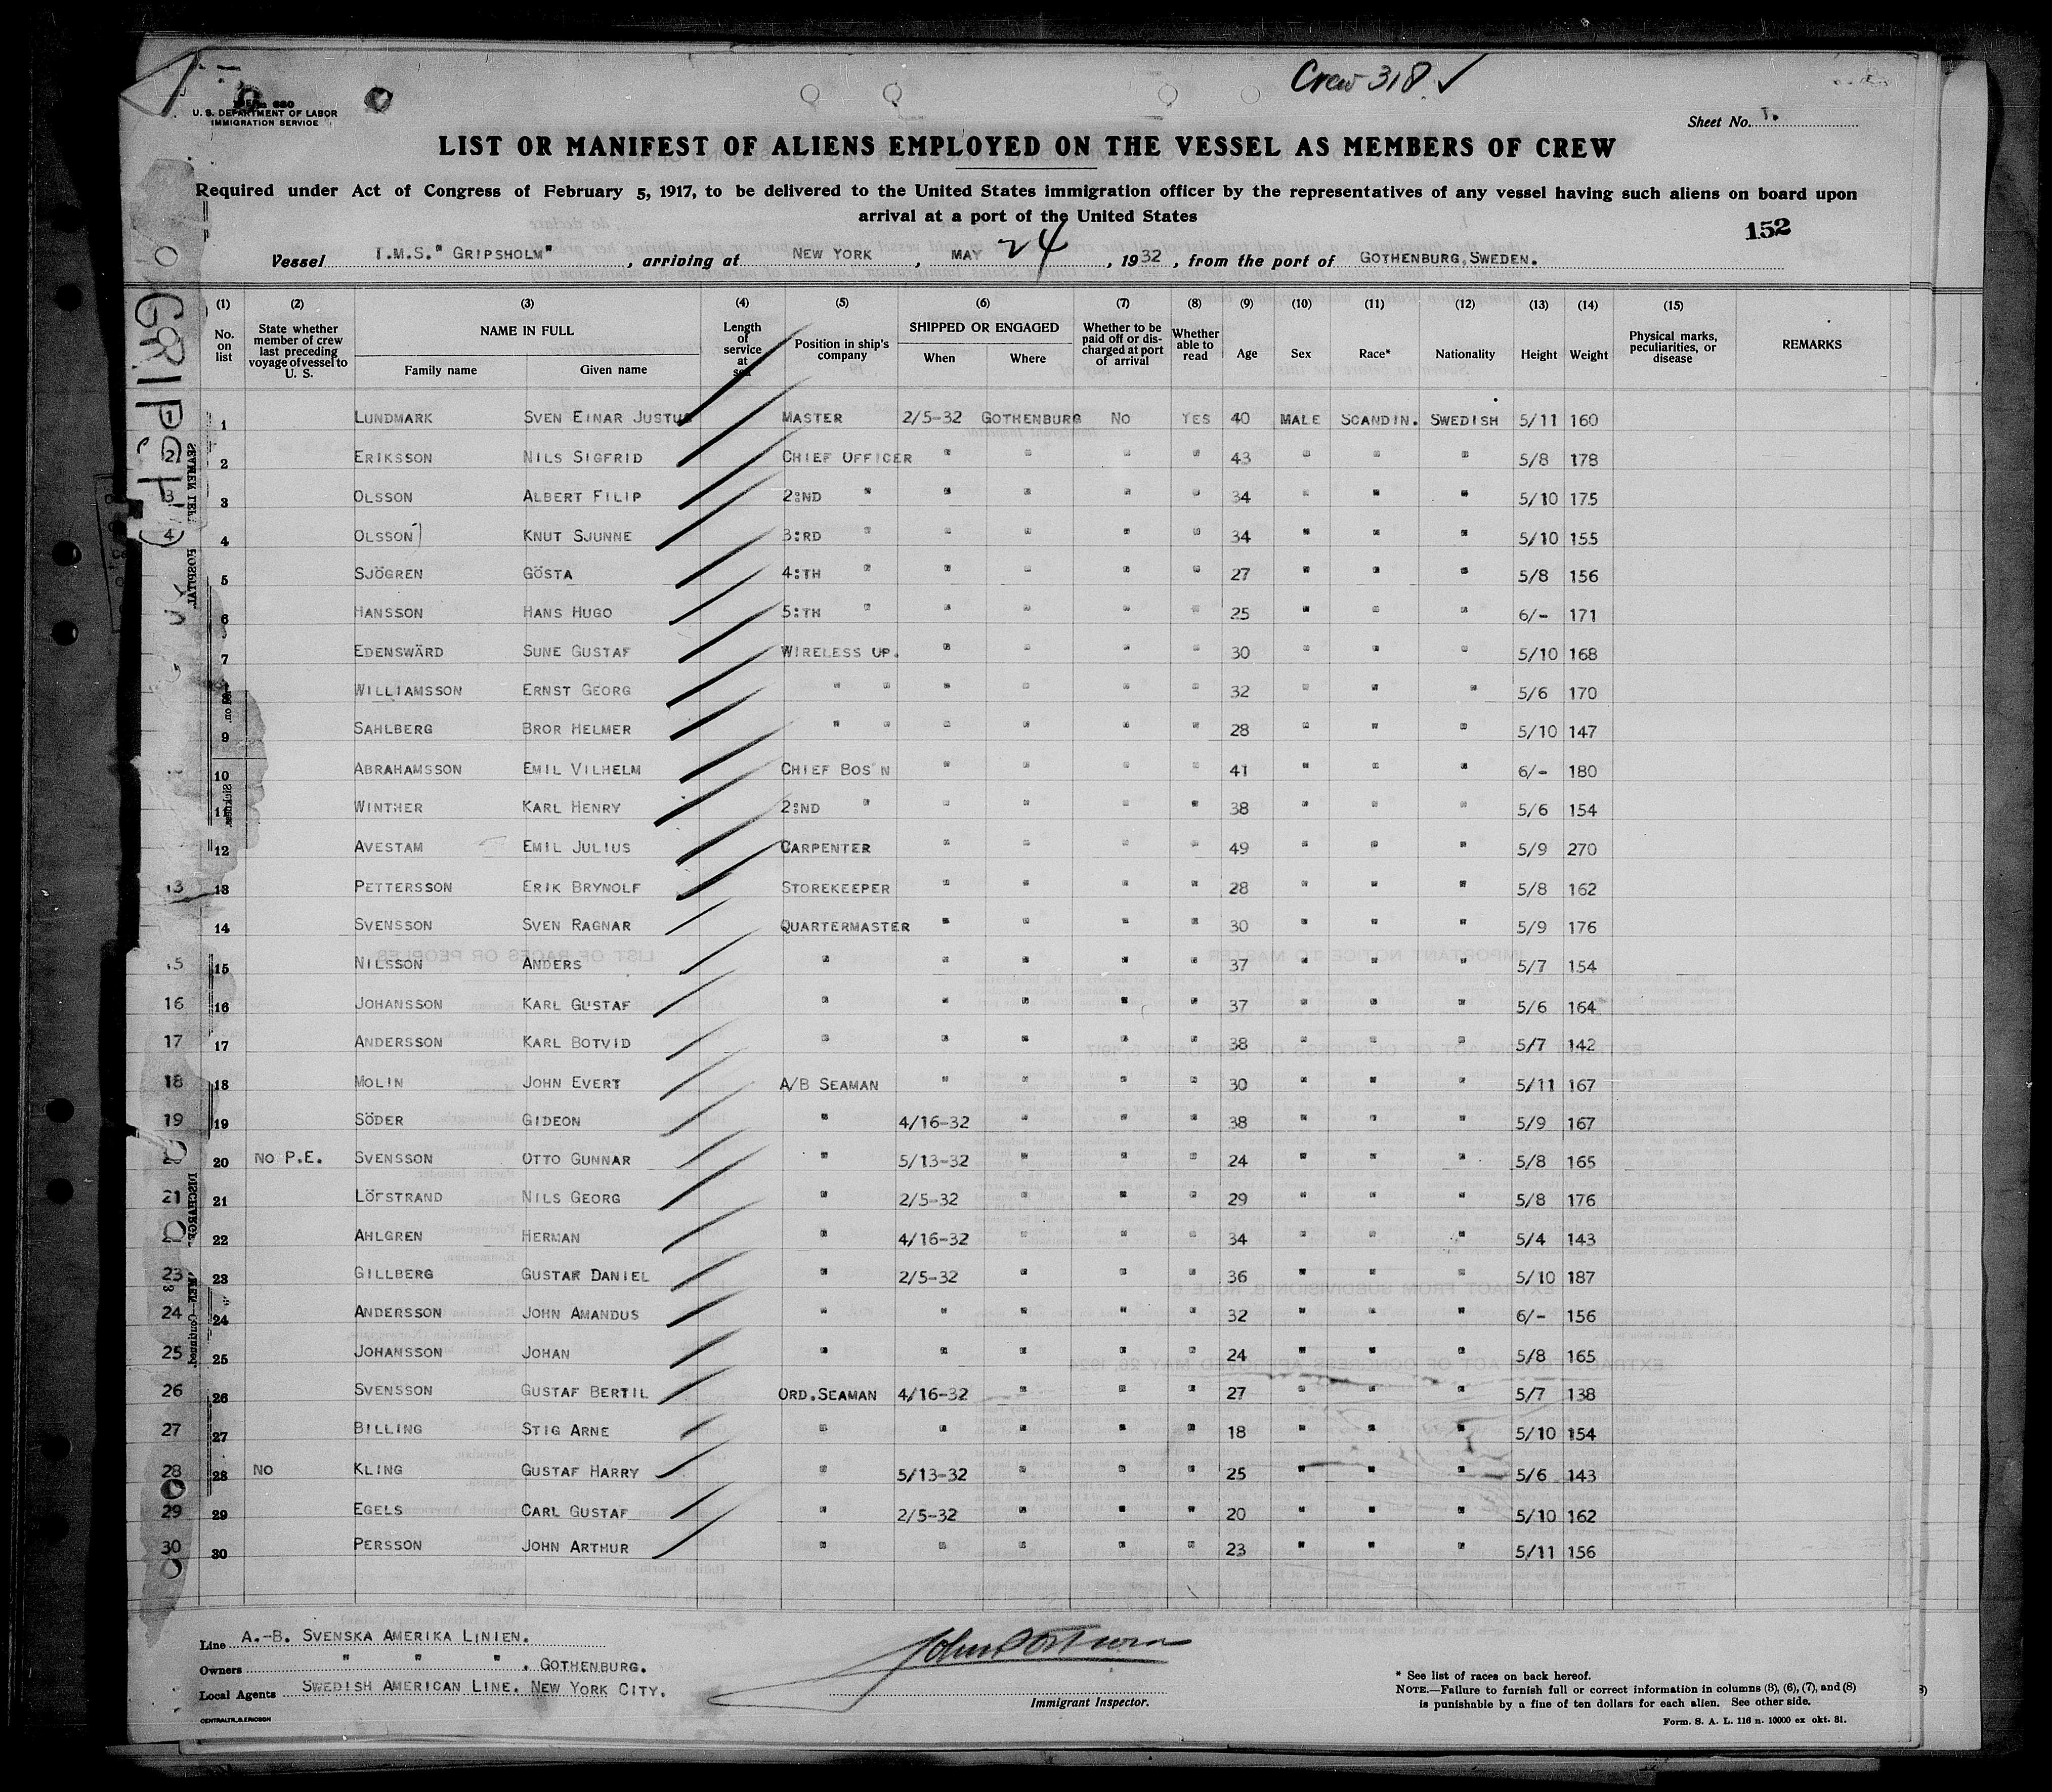 Crew 318 ✓
U. S. DEPARTMENT OF LABOR
IMMIGRATION SERVICE
Sheet No. 1.
LIST OR MANIFEST OF ALIENS EMPLOYED ON THE VESSEL AS MEMBERS OF CREW
Required under Act of Congress of February 5, 1917, to be delivered to the United States immigration officer by the representatives of any vessel having such aliens on board upon
arrival at a port of the United States
152
Vessel T.M.S." GRIPSHOLM" , arriving at NEW YORK , MAY 24 , 1932 , from the port of GOTHENBURG, SWEDEN.
(1) No. on list (2) State whether member of crew last preceding voyage of vessel to U. S. (3) NAME IN FULL Family name Given name (4) Length of service at sea (5) Position in ship's company (6) SHIPPED OR ENGAGED When Where (7) Whether to be paid off or discharged at port of arrival (8) Whether able to read (9) Age (10) Sex (11) Race* (12) Nationality (13) Height (14) Weight (15) Physical marks, peculiarities, or disease REMARKS
1 LUNDMARK SVEN EINAR JUSTUS MASTER 2/5-32 GOTHENBURG NO YES 40 MALE SCANDIN. SWEDISH 5/11 160
2 ERIKSSON NILS SIGFRID CHIEF OFFICER " " " " 43 " " " 5/8 178
3 OLSSON ALBERT FILIP 2:ND " " " " " 34 " " " 5/10 175
4 OLSSON KNUT SJUNNE 3:RD " " " " " 34 " " " 5/10 155
5 SJÖGREN GÖSTA 4:TH " " " " " 27 " " " 5/8 156
6 HANSSON HANS HUGO 5:TH " " " " " 25 " " " 6/- 171
7 EDENSWÄRD SUNE GUSTAF WIRELESS UP. " " " " 30 " " " 5/10 168
8 WILLIAMSSON ERNST GEORG " " " " " " 32 " " " 5/6 170
9 SAHLBERG BROR HELMER " " " " " " 28 " " " 5/10 147
10 ABRAHAMSSON EMIL VILHELM CHIEF BOS'N " " " " 41 " " " 6/- 180
11 WINTHER KARL HENRY 2:ND " " " " " 38 " " " 5/6 154
12 AVESTAM EMIL JULIUS CARPENTER " " " " 49 " " " 5/9 270
13 PETTERSSON ERIK BRYNOLF STOREKEEPER " " " " 28 " " " 5/8 162
14 SVENSSON SVEN RAGNAR QUARTERMASTER " " " " 30 " " " 5/9 176
15 NILSSON ANDERS " " " " " 37 " " " 5/7 154
16 JOHANSSON KARL GUSTAF " " " " " 37 " " " 5/6 164
17 ANDERSSON KARL BOTVID " " " " " 38 " " " 5/7 142
18 MOLIN JOHN EVERT A/B SEAMAN " " " " 30 " " " 5/11 167
19 SÖDER GIDEON " 4/16-32 " " " 38 " " " 5/9 167
20 NO P.E. SVENSSON OTTO GUNNAR " 5/13-32 " " " 24 " " " 5/8 165
21 LÖFSTRAND NILS GEORG " 2/5-32 " " " 29 " " " 5/8 176
22 AHLGREN HERMAN " 4/16-32 " " " 34 " " " 5/4 143
23 GILLBERG GUSTAF DANIEL " 2/5-32 " " " 36 " " " 5/10 187
24 ANDERSSON JOHN AMANDUS " " " " " 32 " " " 6/- 156
25 JOHANSSON JOHAN " " " " " 24 " " " 5/8 165
26 SVENSSON GUSTAF BERTIL ORD.SEAMAN 4/16-32 " " " 27 " " " 5/7 138
27 BILLING STIG ARNE " " " " " 18 " " " 5/10 154
28 NO KLING GUSTAF HARRY " 5/13-32 " " " 25 " " " 5/6 143
29 EGELS CARL GUSTAF " 2/5-32 " " " 20 " " " 5/10 162
30 PERSSON JOHN ARTHUR " " " " " 23 " " " 5/11 156
GRIPSH
Line A.-B. SVENSKA AMERIKA LINIEN.
Owners " " " . GOTHENBURG.
Local Agents SWEDISH AMERICAN LINE. NEW YORK CITY.
CENTRALTR., G. ERICSON
Immigrant Inspector.
* See list of races on back hereof.
NOTE.—Failure to furnish full or correct information in columns (3), (6), (7), and (8)
is punishable by a fine of ten dollars for each alien. See other side.
Form. S. A. L. 116 n. 10000 ex okt. 31.